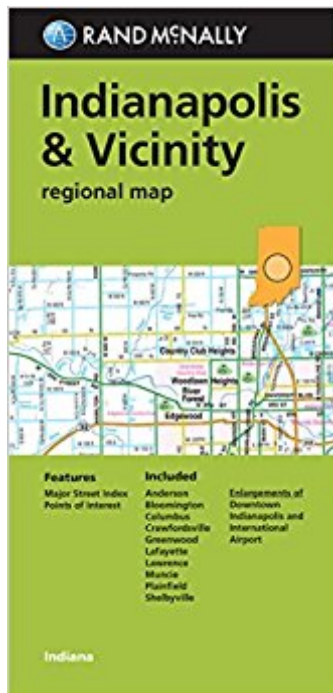 RAND McNALLY
Indianapolis
& Vicinity
regional map
Country Club Heights
Woodlawn Heights
River
Forest
Edgewood
Features
Major Street Index
Points of Interest
Included
Anderson
Bloomington
Columbus
Crawfordsville
Greenwood
Lafayette
Lawrence
Muncie
Plainfield
Shelbyville
Enlargements of
Downtown
Indianapolis and
International
Airport
Indiana